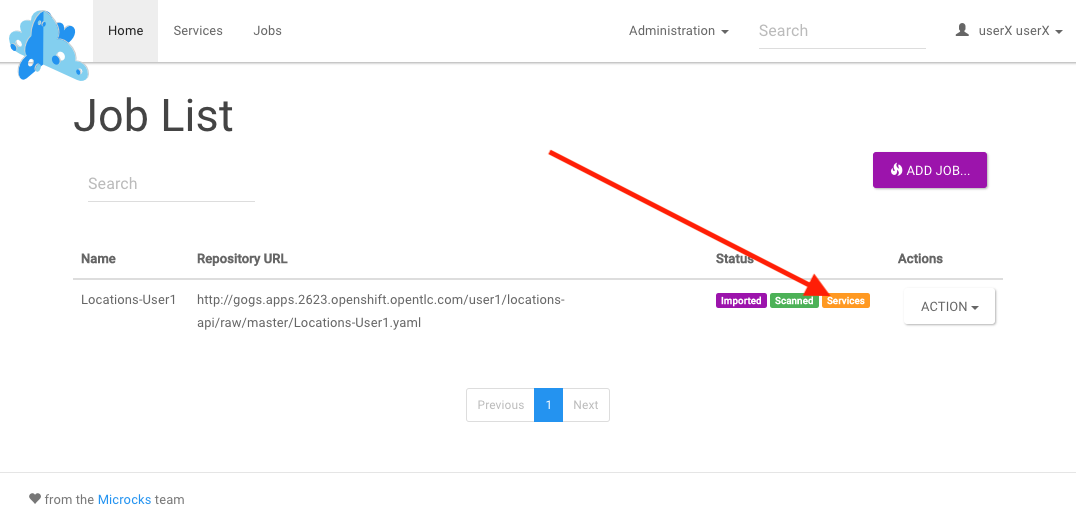 Home Services Jobs Administration Search userX userX
Job List
Search
ADD JOB...
Name Repository URL Status Actions
Locations-User1 http://gogs.apps.2623.openshift.opentlc.com/user1/locations- Imported Scanned Services ACTION
api/raw/master/Locations-User1.yaml
Previous 1 Next
from the Microcks team